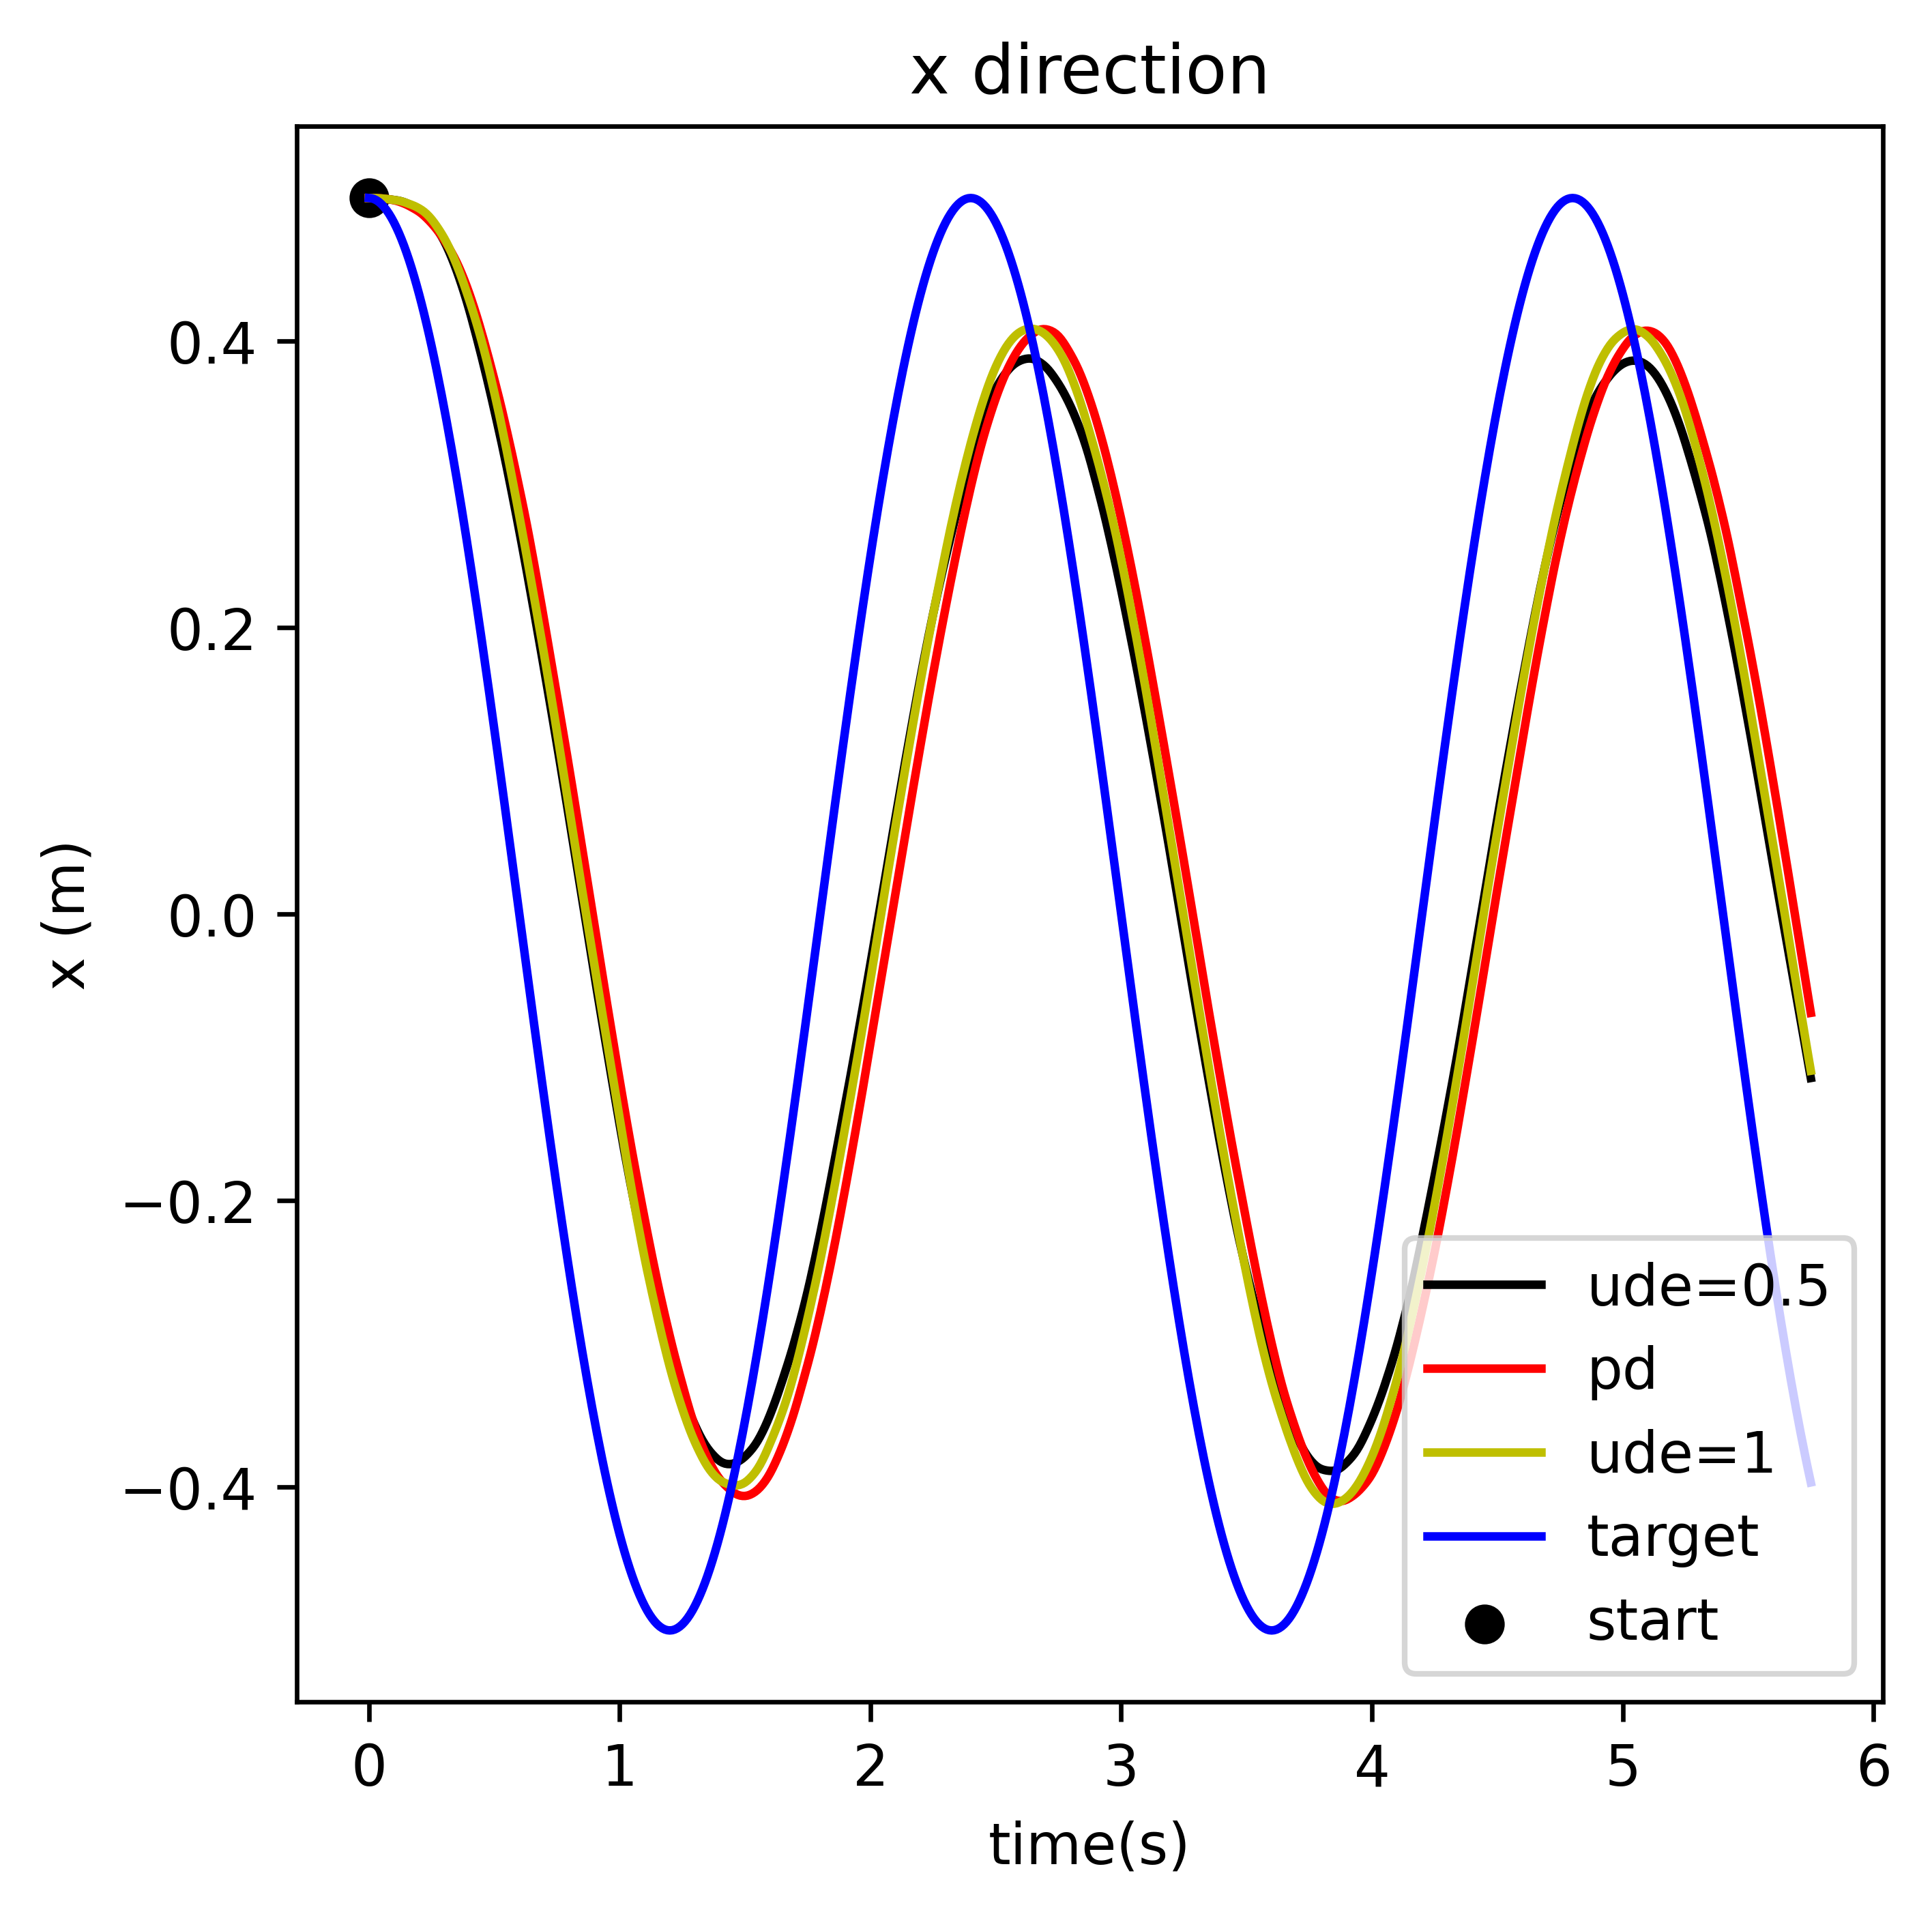 x direction
x (m)
0.4
0.2
0.0
−0.2
−0.4
0
1
2
3
4
5
6
time(s)
ude=0.5
pd
ude=1
target
start